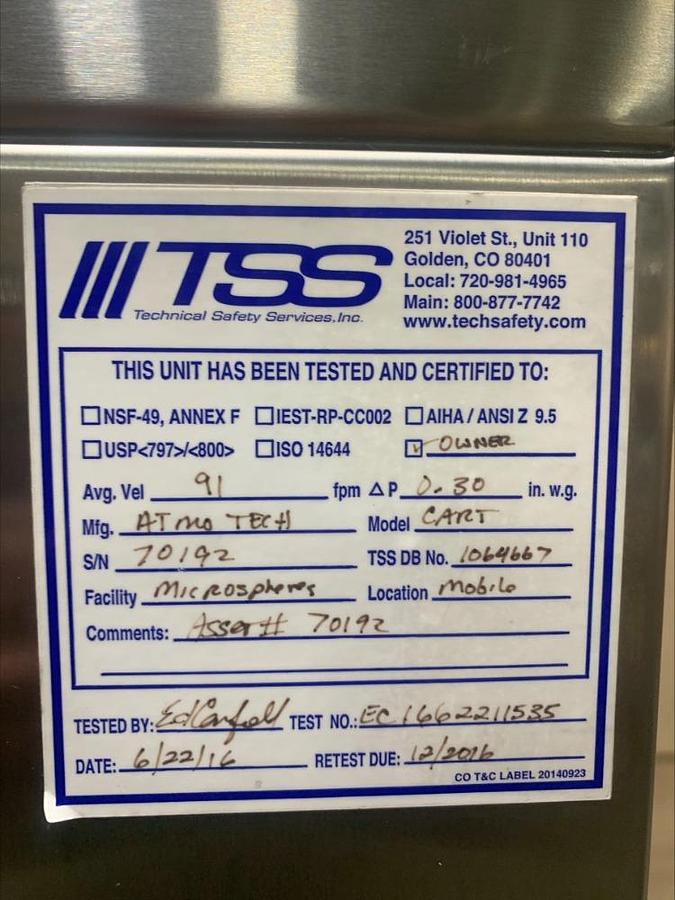 TSS
Technical Safety Services, Inc.
251 Violet St., Unit 110
Golden, CO 80401
Local: 720-981-4965
Main: 800-877-7742
www.techsafety.com
THIS UNIT HAS BEEN TESTED AND CERTIFIED TO:
☐NSF-49, ANNEX F ☐IEST-RP-CC002 ☐AIHA / ANSI Z 9.5
☐USP<797>/<800> ☐ISO 14644 ☑ OWNER
Avg. Vel 91 fpm ΔP 0.30 in. w.g.
Mfg. ATMO TECH Model CART
S/N 70192 TSS DB No. 1064667
Facility Microspheres Location Mobile
Comments: Asset# 70192
TESTED BY: Ed TEST NO.: EC1662211535
DATE: 6/22/16 RETEST DUE: 12/2016
CO T&C LABEL 20140923